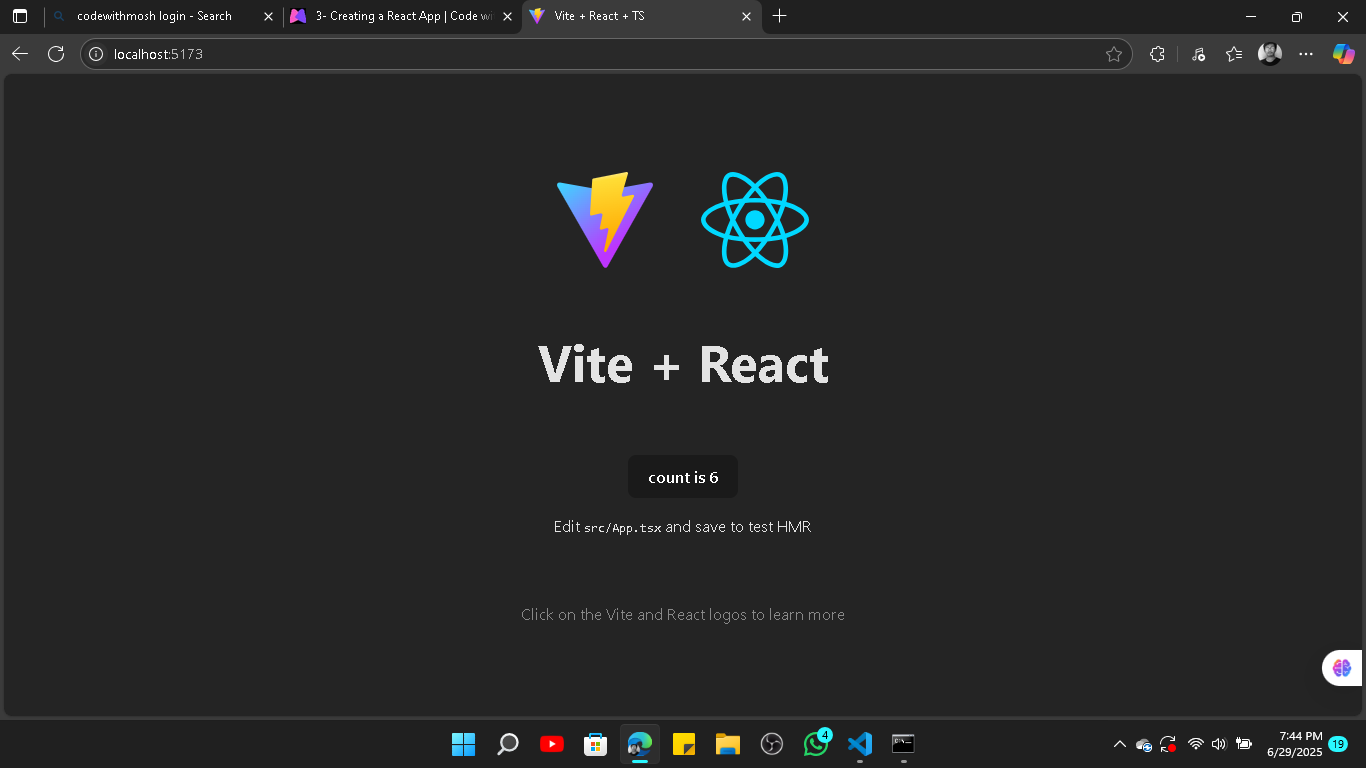 codewithmosh login - Search
3- Creating a React App | Code wi
Vite + React + TS
localhost:5173
Vite + React
count is 6
Edit src/App.tsx and save to test HMR
Click on the Vite and React logos to learn more
4
7:44 PM
6/29/2025
19